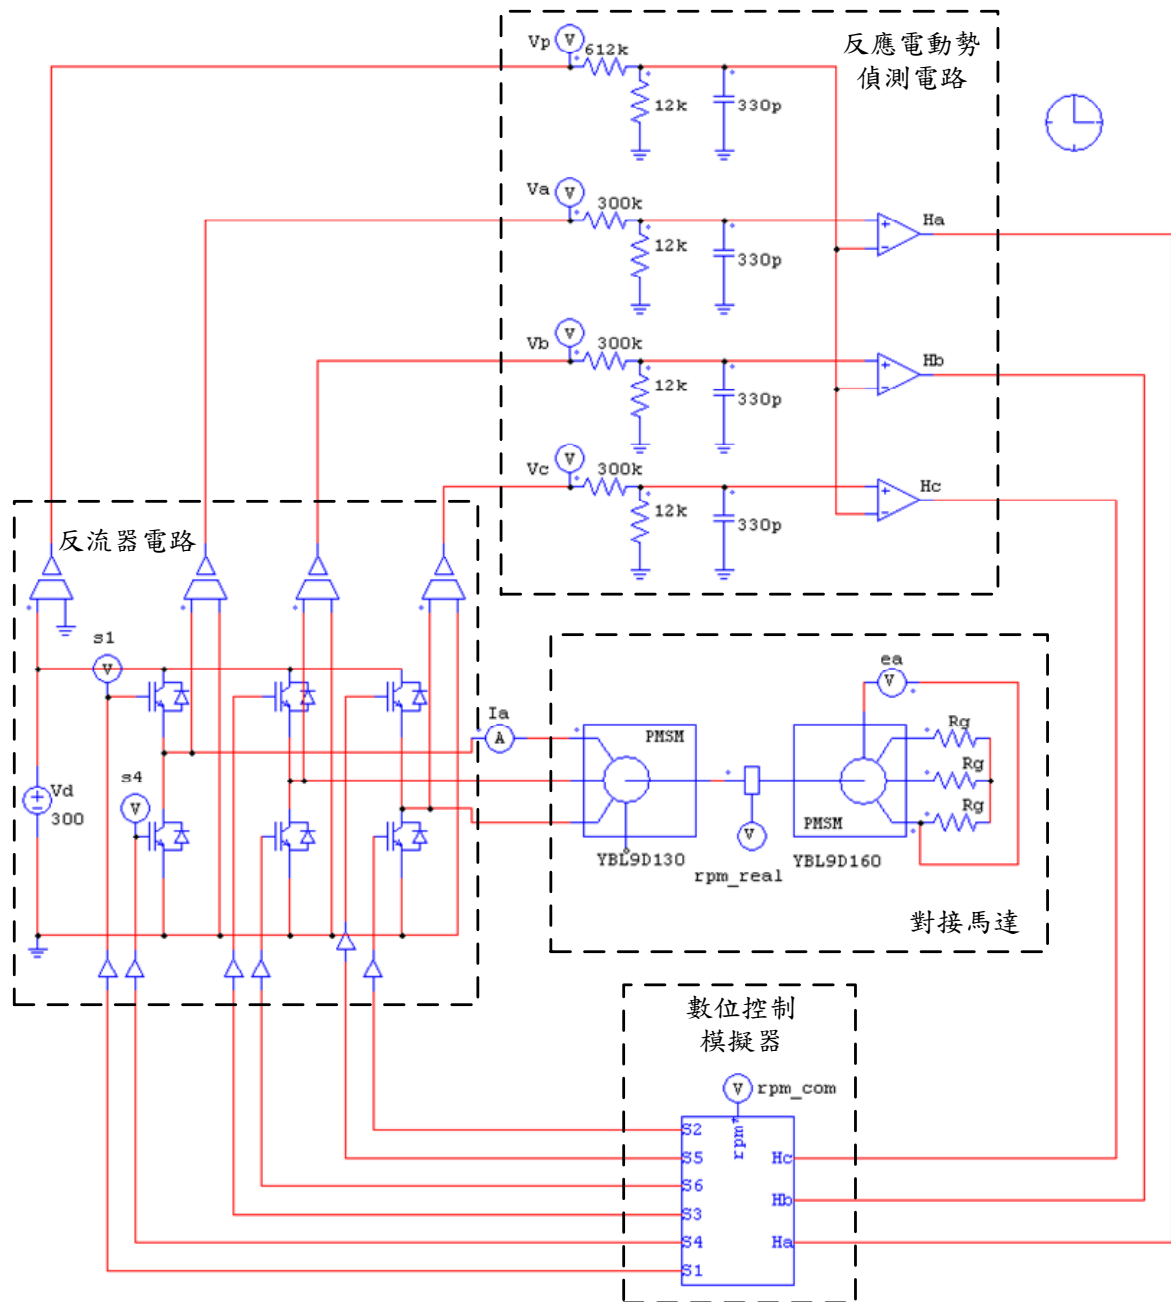 反應電動勢
偵測電路
Vp
V
612k
12k
330p
Va
V
300k
12k
330p
Ha
Vb
V
300k
12k
330p
Hb
Vc
V
300k
12k
330p
Hc
反流器電路
s1
V
s4
V
Vd
300
Ia
A
PMSM
YBL9D130
rpm_real
V
ea
V
Rg
Rg
Rg
PMSM
YBL9D160
對接馬達
數位控制
模擬器
V
rpm_com
rpm*
S2
S5
S6
S3
S4
S1
Hc
Hb
Ha